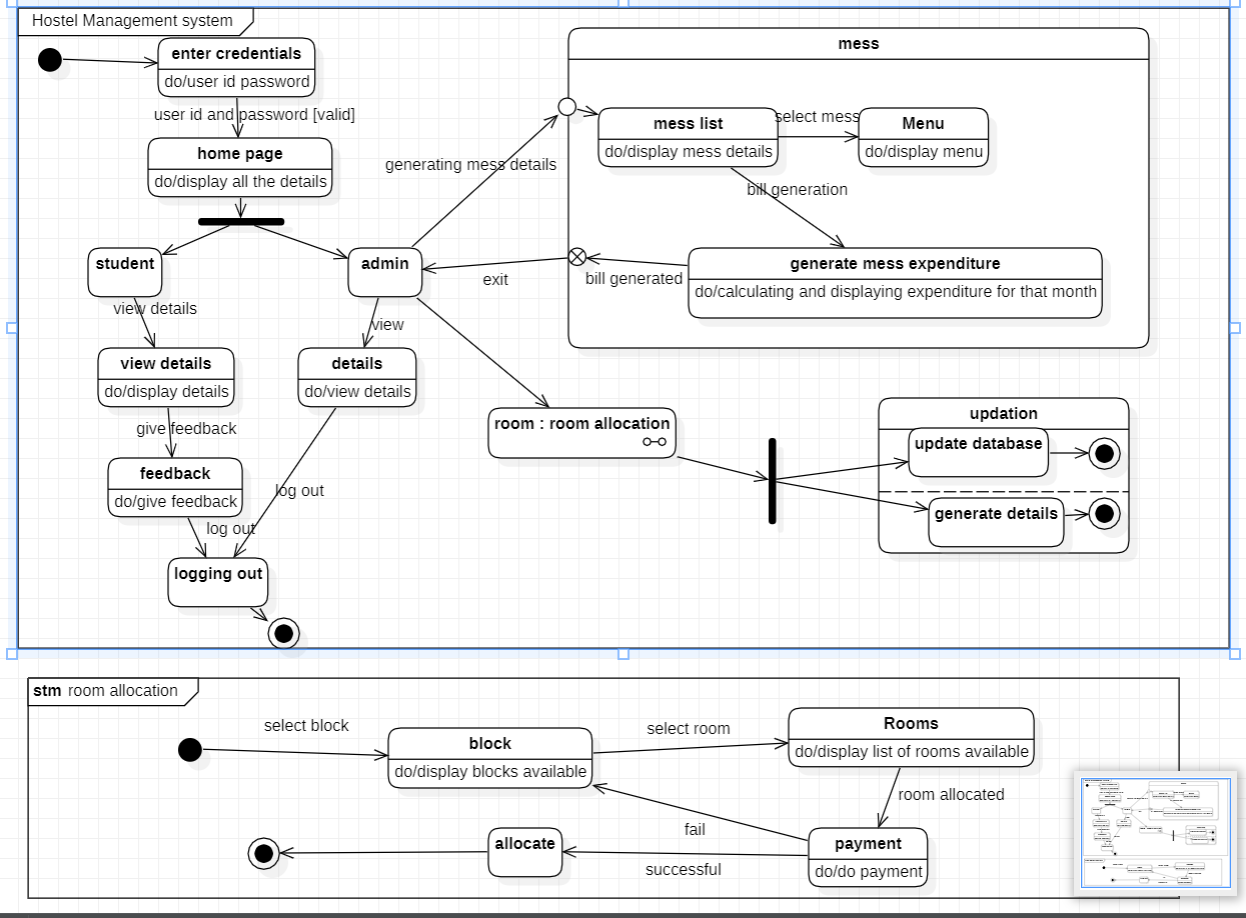 Hostel Management system
enter credentials
do/user id password
user id and password [valid]
home page
do/display all the details
student
admin
generating mess details
mess
mess list
do/display mess details
select mess
Menu
do/display menu
bill generation
generate mess expenditure
do/calculating and displaying expenditure for that month
bill generated
exit
view details
view
view details
do/display details
details
do/view details
give feedback
feedback
do/give feedback
log out
log out
logging out
room : room allocation
updation
update database
generate details
stm room allocation
select block
block
do/display blocks available
select room
Rooms
do/display list of rooms available
room allocated
fail
payment
do/do payment
successful
allocate